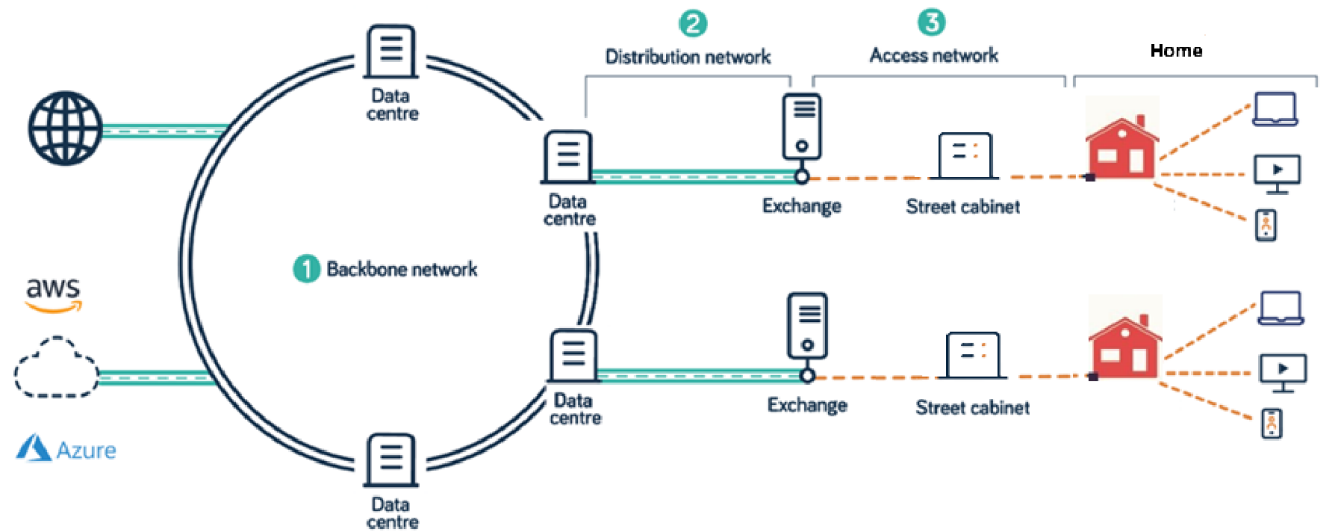 2
3
Distribution network
Access network
Home
Data
centre
Data
centre
Exchange
Street cabinet
1 Backbone network
aws
Data
centre
Exchange
Street cabinet
Azure
Data
centre